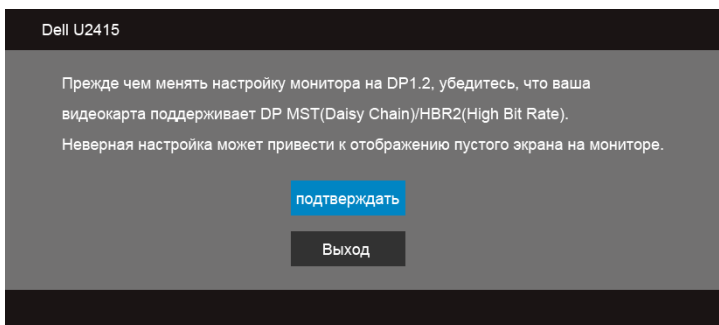 Dell U2415
Прежде чем менять настройку монитора на DP1.2, убедитесь, что ваша
видеокарта поддерживает DP MST(Daisy Chain)/HBR2(High Bit Rate).
Неверная настройка может привести к отображению пустого экрана на мониторе.
подтверждать
Выход